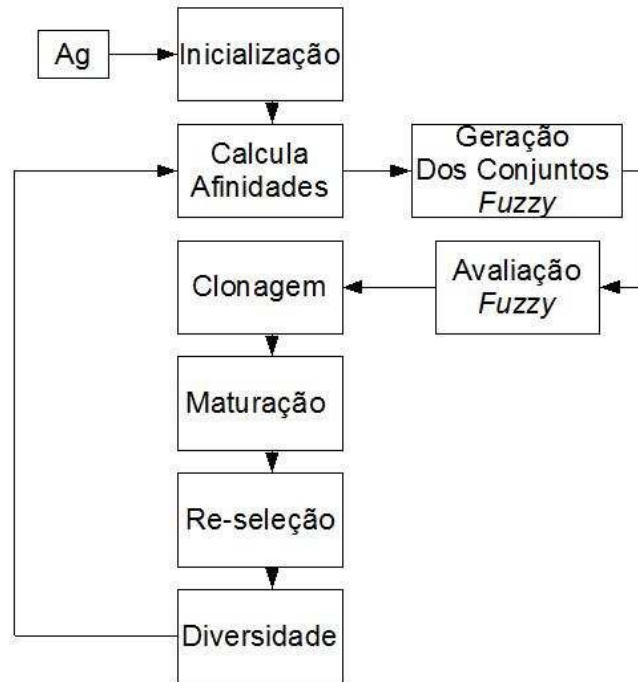 Ag
Inicialização
Calcula
Afinidades
Geração
Dos Conjuntos
Fuzzy
Avaliação
Fuzzy
Clonagem
Maturação
Re-seleção
Diversidade